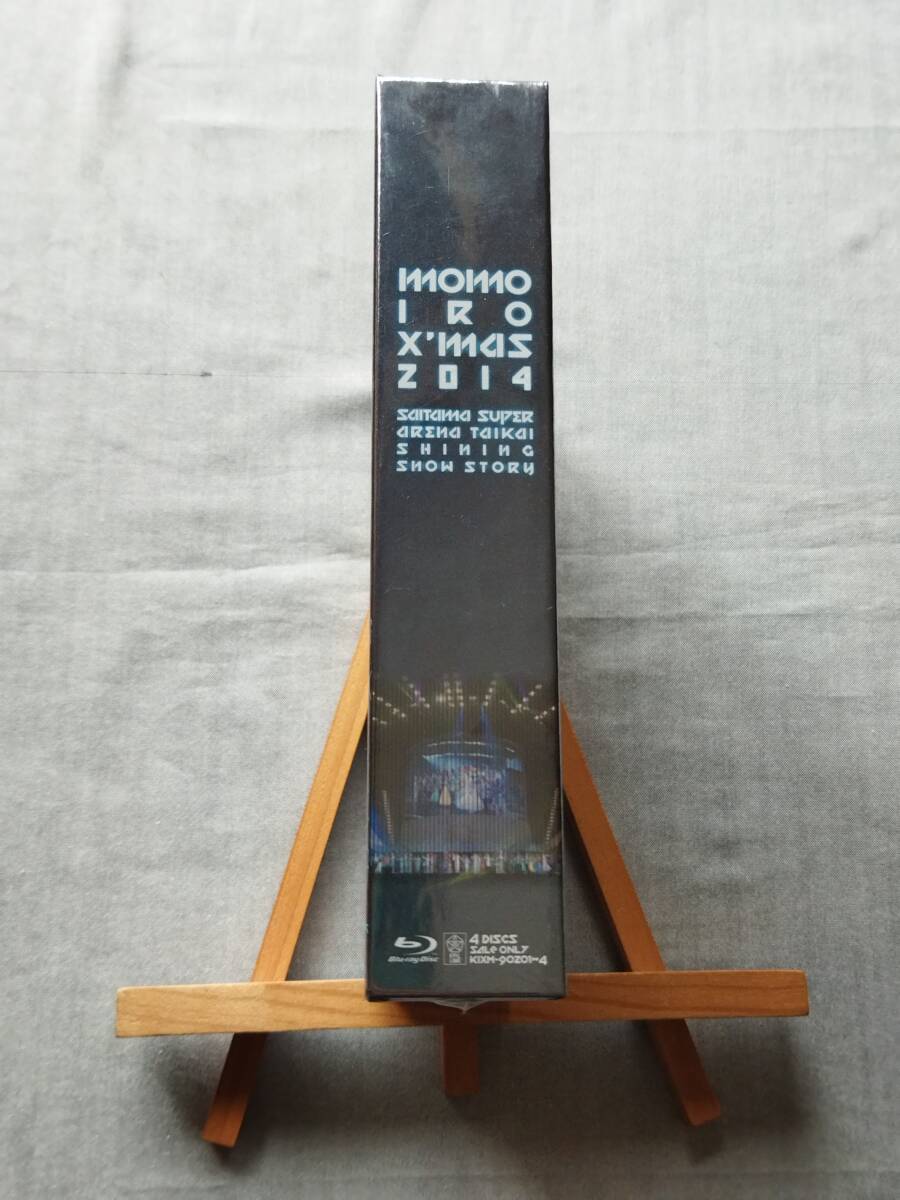 MOMO
IRO
X'MAS
2014
SAITAMA SUPER
ARENA TAIKAI
SHINING
SNOW STORY
Blu-ray Disc
4 DISCS
SALE ONLY
KIXM-90201~4